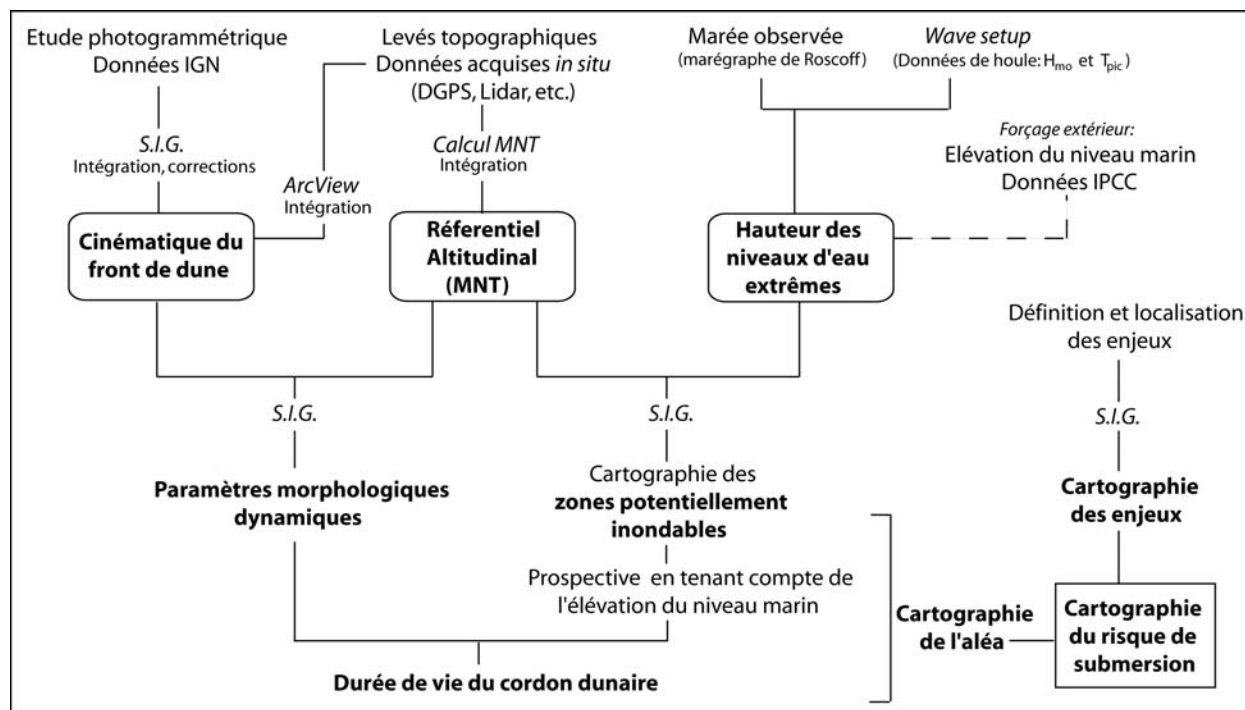 Etude photogrammétrique
Données IGN
S.I.G.
Intégration, corrections
Cinématique du
front de dune
ArcView
Intégration
Levés topographiques
Données acquises in situ
(DGPS, Lidar, etc.)
Calcul MNT
Intégration
Réferentiel
Altitudinal
(MNT)
Marée observée
(marégraphe de Roscoff)
Wave setup
(Données de houle: Hmo et Tpic)
Forçage extérieur:
Elévation du niveau marin
Données IPCC
Hauteur des
niveaux d'eau
extrêmes
S.I.G.
Paramètres morphologiques
dynamiques
S.I.G.
Cartographie des
zones potentiellement
inondables
Prospective en tenant compte de
l'élévation du niveau marin
Durée de vie du cordon dunaire
Cartographie
de l'aléa
Définition et localisation
des enjeux
S.I.G.
Cartographie
des enjeux
Cartographie
du risque de
submersion